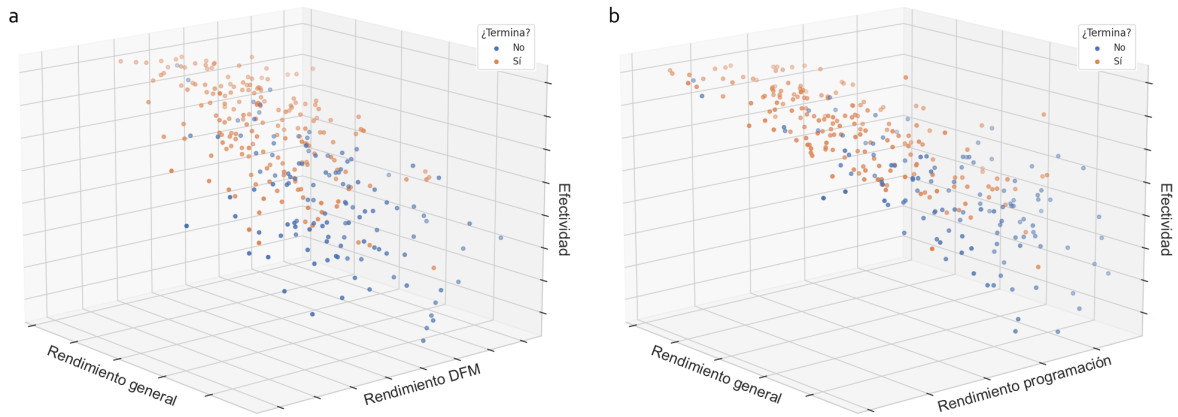 a
¿Termina?
No
Sí
Efectividad
Rendimiento general
Rendimiento DFM
b
¿Termina?
No
Sí
Efectividad
Rendimiento general
Rendimiento programación